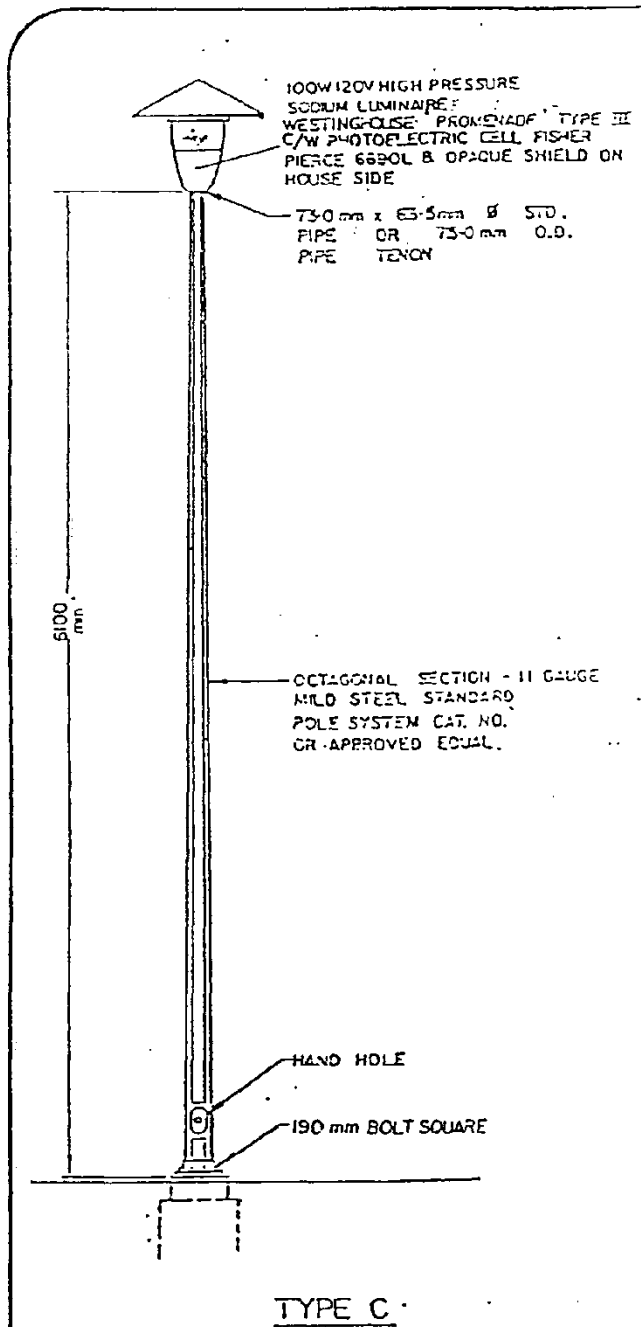 100W 120V HIGH PRESSURE
SODIUM LUMINAIRE:
WESTINGHOUSE PROMENADE TYPE III
C/W PHOTOELECTRIC CELL FISHER
PIERCE 6690L & OPAQUE SHIELD ON
HOUSE SIDE
73.0 mm x 63.5mm Ø STD.
PIPE OR 73.0 mm O.D.
PIPE TENON
6100
mm
OCTAGONAL SECTION - 11 GAUGE
MILD STEEL STANDARD
POLE SYSTEM CAT. NO.
OR APPROVED EQUAL.
HAND HOLE
190 mm BOLT SQUARE
TYPE C